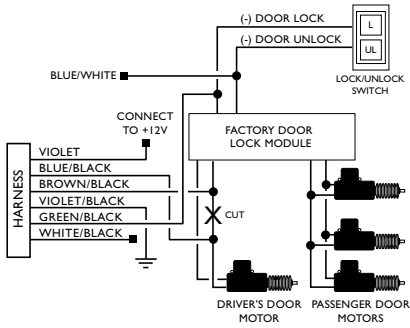 (-) DOOR LOCK
L
(-) DOOR UNLOCK
UL
BLUE/WHITE
LOCK/UNLOCK
SWITCH
CONNECT
TO +12V
FACTORY DOOR
LOCK MODULE
HARNESS
VIOLET
BLUE/BLACK
BROWN/BLACK
VIOLET/BLACK
GREEN/BLACK
WHITE/BLACK
CUT
DRIVER'S DOOR
MOTOR
PASSENGER DOOR
MOTORS